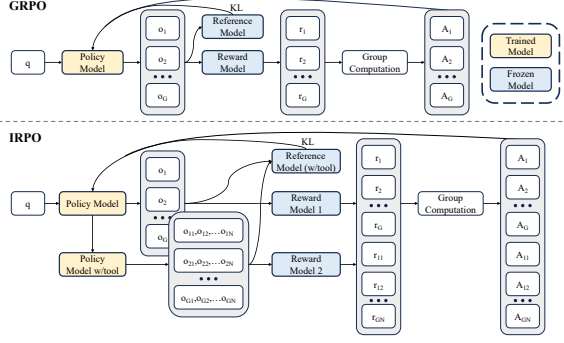 GRPO
KL
q
Policy
Model
o1
o2
•••
oG
Reference
Model
Reward
Model
r1
r2
•••
rG
Group
Computation
A1
A2
•••
AG
Trained
Model
Frozen
Model
IRPO
KL
q
Policy Model
Policy
Model w/tool
o1
o2
oG
o11,o12,…o1N
o21,o22,…o2N
•••
oG1,oG2,…oGN
Reference
Model (w/tool)
Reward
Model 1
Reward
Model 2
r1
r2
•••
rG
r11
r12
•••
rGN
Group
Computation
A1
A2
•••
AG
A11
A12
•••
AGN